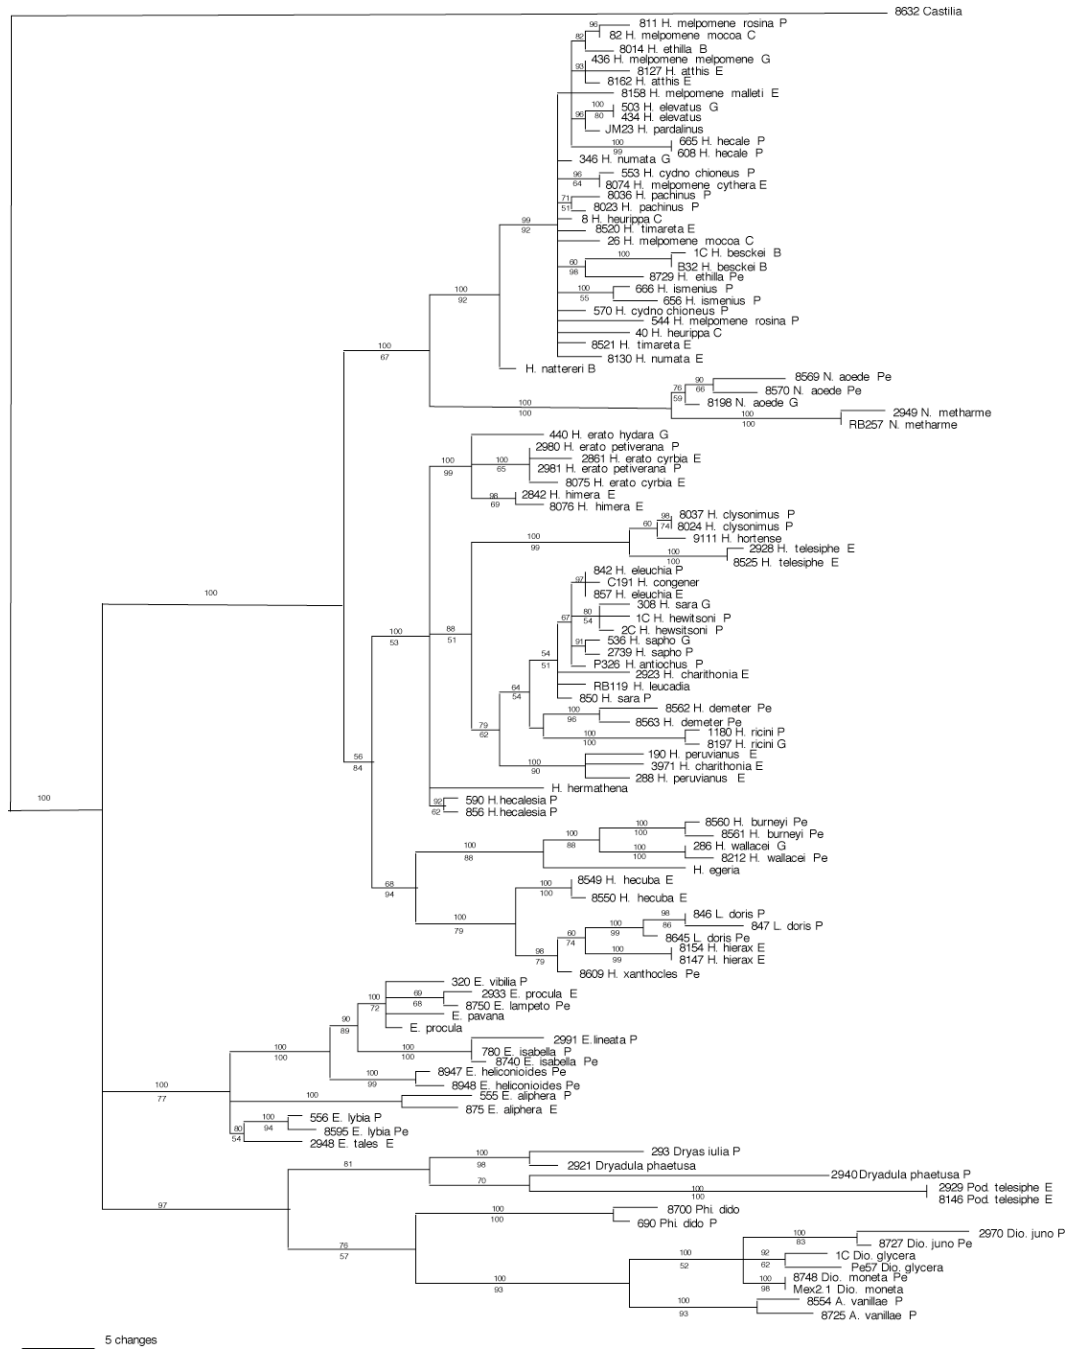 8632 Castilia
96
811 H. melpomene rosina P
82
82 H. melpomene mocoa C
8014 H. ethilla B
436 H. melpomene melpomene G
93
8127 H. atthis E
8162 H. atthis E
8158 H. melpomene malleti E
100
503 H. elevatus G
96
80
434 H. elevatus
JM23 H. pardalinus
100
665 H. hecale P
99
608 H. hecale P
346 H. numata G
96
553 H. cydno chioneus P
64
8074 H. melpomene cythera E
71
8036 H. pachinus P
51
8023 H. pachinus P
99
8 H. heurippa C
92
8520 H. timareta E
26 H. melpomene mocoa C
100
1C H. besckei B
60
B32 H. besckei B
98
8729 H. ethilla Pe
100
666 H. ismenius P
100
92
55
656 H. ismenius P
570 H. cydno chioneus P
544 H. melpomene rosina P
40 H. heurippa C
100
67
8521 H. timareta E
8130 H. numata E
H. nattereri B
90
8569 N. aoede Pe
76
66
8570 N. aoede Pe
59
8198 N. aoede G
100
100
100
2949 N. metharme
100
RB257 N. metharme
440 H. erato hydara G
2980 H. erato petiverana P
100
99
100
65
2861 H. erato cyrbia E
2981 H. erato petiverana P
8075 H. erato cyrbia E
98
69
2842 H. himera E
8076 H. himera E
98
8037 H. clysonimus P
60
74
8024 H. clysonimus P
100
99
9111 H. hortense
100
2928 H. telesiphe E
100
8525 H. telesiphe E
842 H. eleuchia P
97
C191 H. congener
857 H. eleuchia E
100
80
308 H. sara G
67
54
1C H. hewitsoni P
100
53
88
51
2C H. hewsitsoni P
91
536 H. sapho G
54
2739 H. sapho P
51
P326 H. antiochus P
2923 H. charithonia E
64
54
RB119 H. leucadia
850 H. sara P
100
8562 H. demeter Pe
96
8563 H. demeter Pe
79
62
100
1180 H. ricini P
100
8197 H. ricini G
190 H. peruvianus E
56
84
100
90
3971 H. charithonia E
288 H. peruvianus E
H. hermathena
100
92
590 H.hecalesia P
62
856 H.hecalesia P
100
8560 H. burneyi Pe
100
100
8561 H. burneyi Pe
100
88
88
100
286 H. wallacei G
100
8212 H. wallacei Pe
H. egeria
68
94
100
8549 H. hecuba E
100
8550 H. hecuba E
98
846 L. doris P
100
79
100
86
847 L. doris P
60
99
8645 L. doris Pe
74
98
100
8154 H. hierax E
79
99
8147 H. hierax E
8609 H. xanthocles Pe
320 E. vibilia P
100
69
2933 E. procula E
72
68
8750 E. lampeto Pe
90
E. pavana
89
E. procula
2991 E.lineata P
100
100
100
100
780 E. isabella P
8740 E. isabella Pe
100
8947 E. heliconioides Pe
99
8948 E. heliconioides Pe
100
77
100
555 E. aliphera P
875 E. aliphera E
100
556 E. lybia P
80
94
8595 E. lybia Pe
54
2948 E. tales E
100
293 Dryas iulia P
81
98
2921 Dryadula phaetusa
70
2940 Dryadula phaetusa P
100
2929 Pod. telesiphe E
100
8146 Pod. telesiphe E
97
100
8700 Phi. dido
100
690 Phi. dido P
100
2970 Dio. juno P
76
57
83
8727 Dio. juno Pe
100
52
92
1C Dio. glycera
62
Pe57 Dio. glycera
100
8748 Dio. moneta Pe
100
93
98
Mex2.1 Dio. moneta
100
8554 A. vanillae P
93
8725 A. vanillae P
5 changes